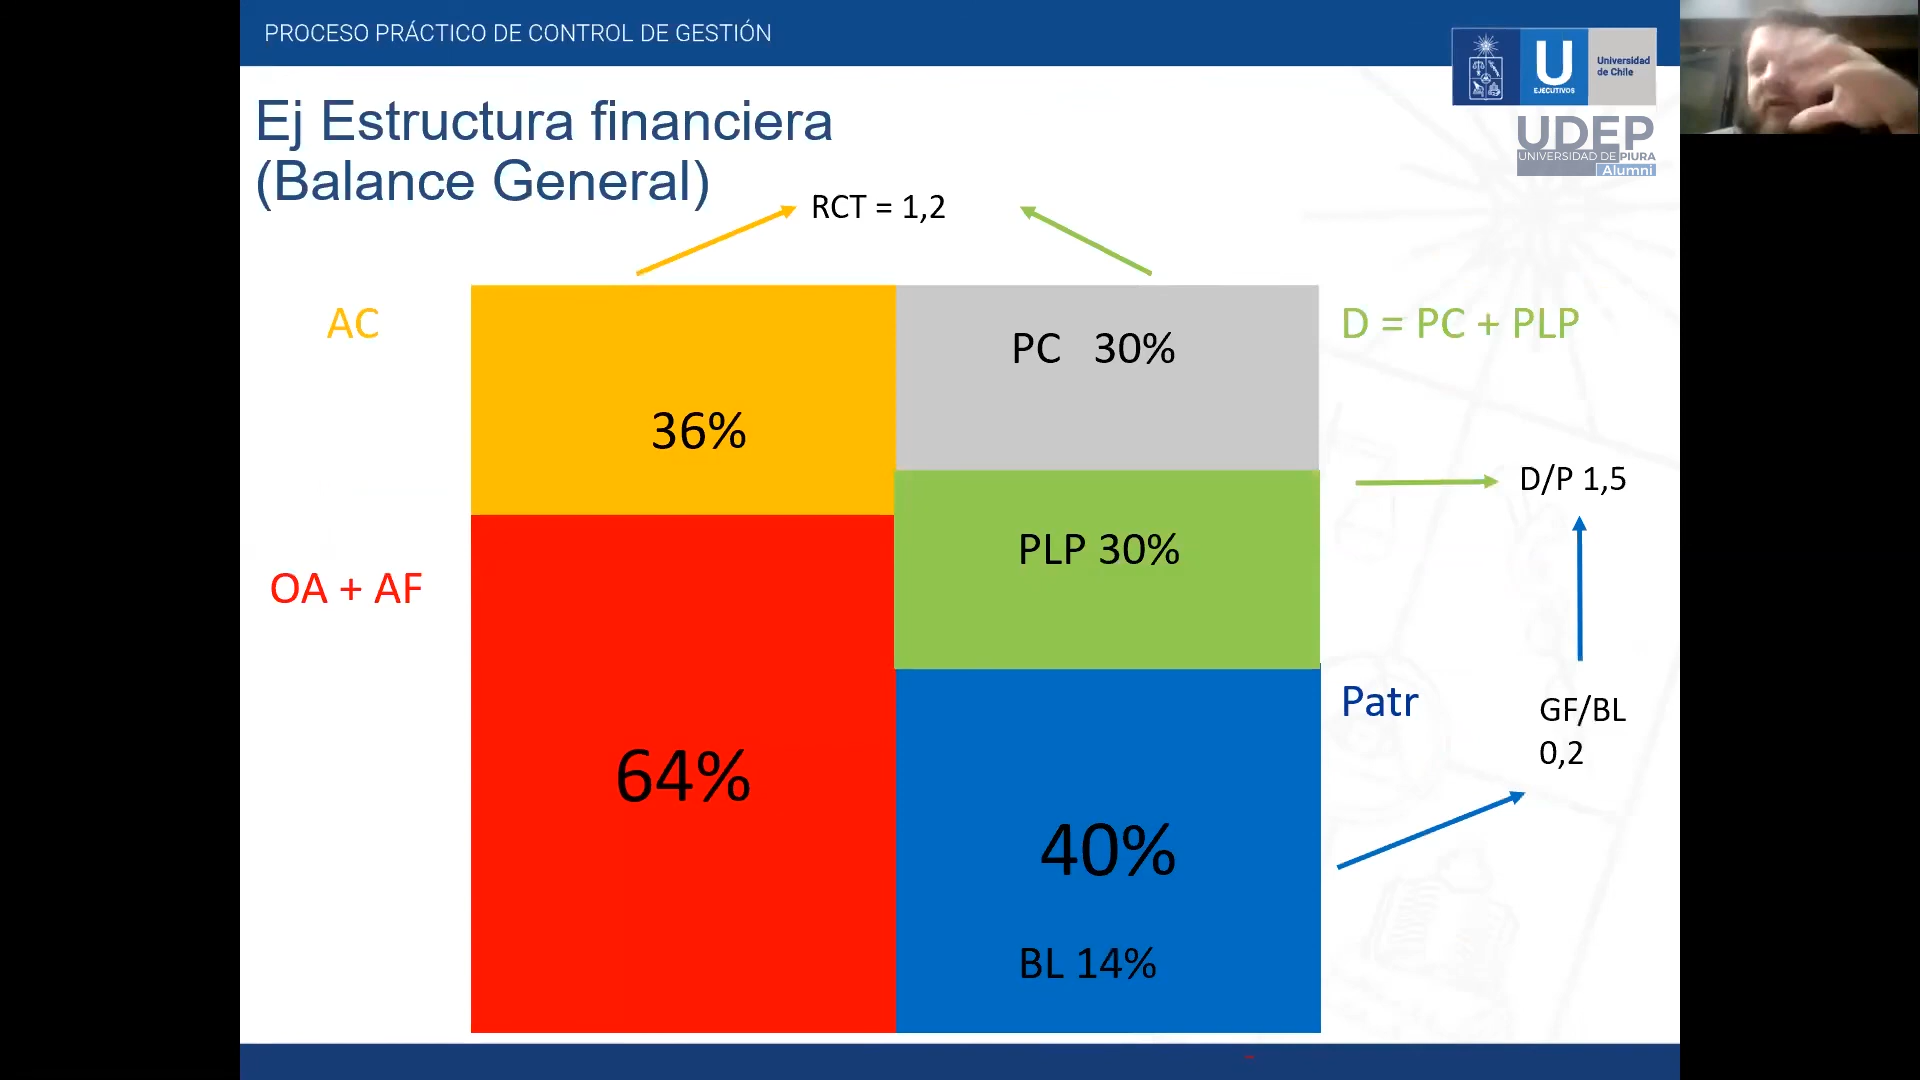 PROCESO PRÁCTICO DE CONTROL DE GESTIÓN
U
EJECUTIVOS
Universidad
de Chile
UDEP
UNIVERSIDAD DE PIURA
Alumni
Ej Estructura financiera
(Balance General)
RCT = 1,2
AC
PC 30%
D = PC + PLP
36%
D/P 1,5
PLP 30%
OA + AF
Patr
GF/BL
0,2
64%
40%
BL 14%